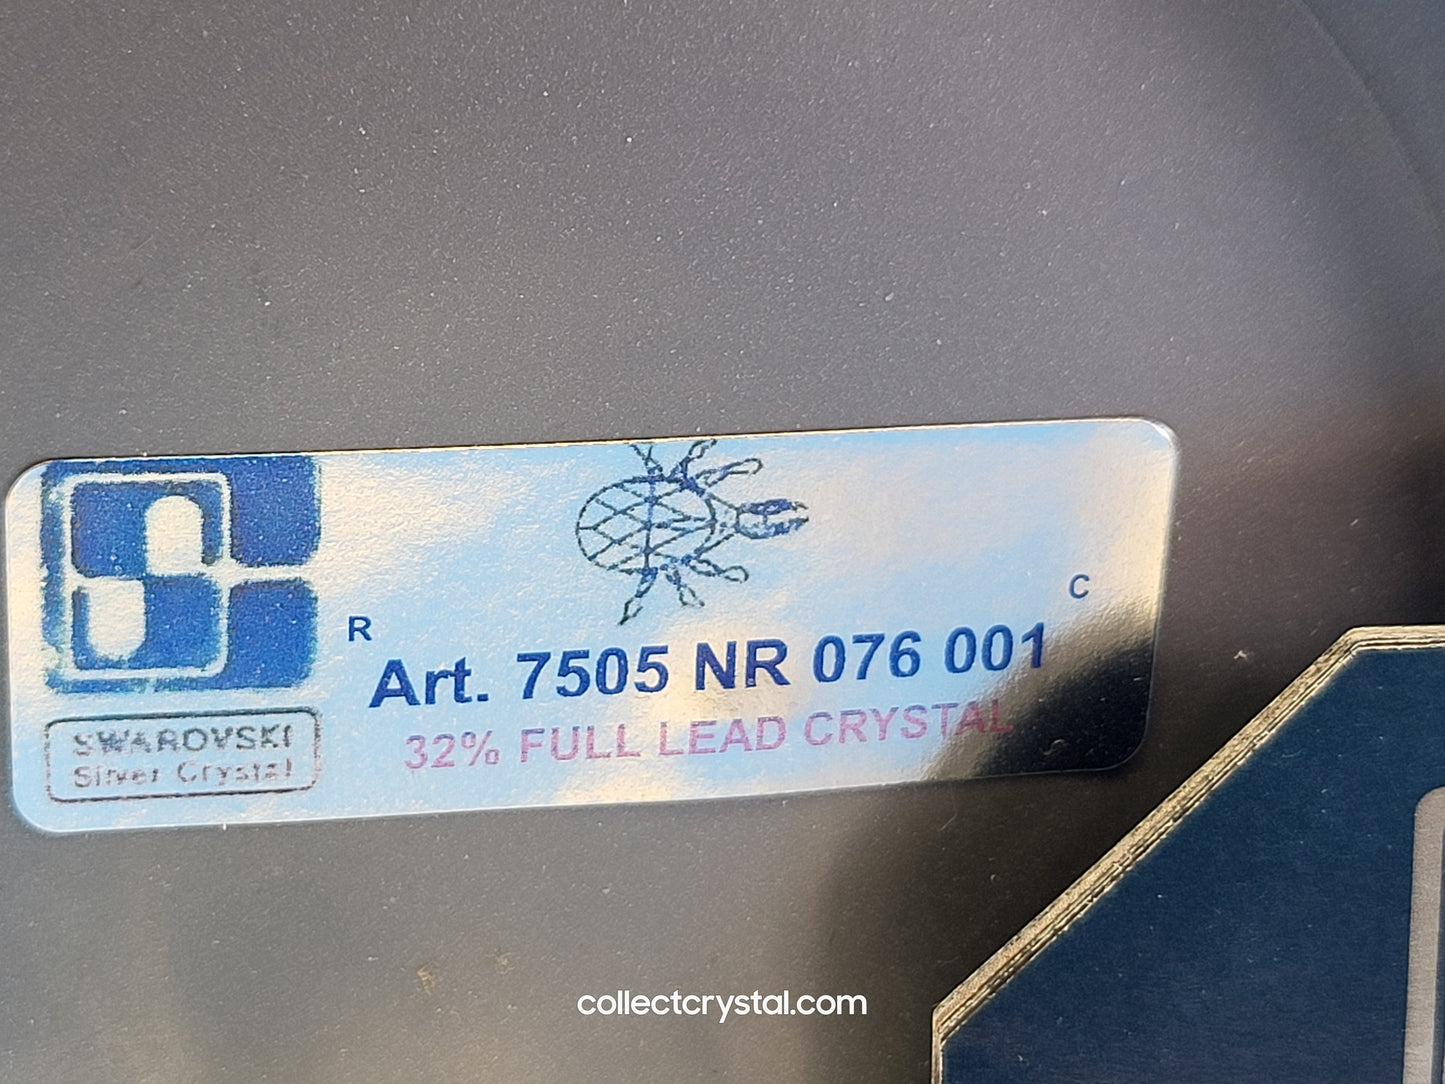 R
C
Art. 7505 NR 076 001
32% FULL LEAD CRYSTAL
SWAROVSKI
Silver Crystal
collectcrystal.com